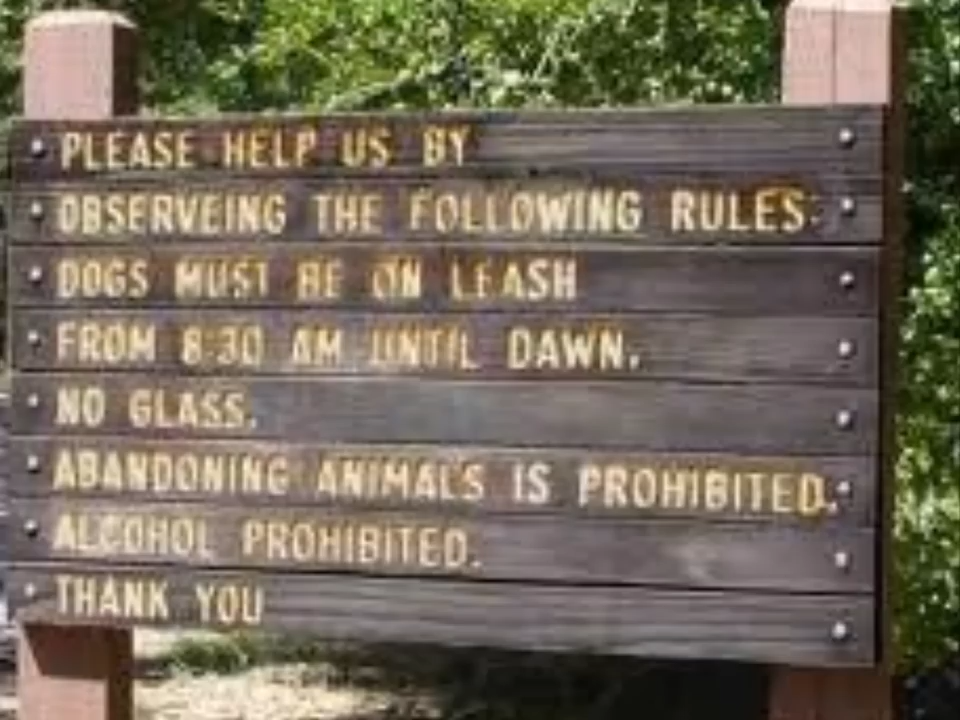 PLEASE HELP US BY
OBSERVEING THE FOLLOWING RULES:
DOGS MUST BE ON LEASH
FROM 8:30 AM UNTIL DAWN.
NO GLASS.
ABANDONING ANIMALS IS PROHIBITED.
ALCOHOL PROHIBITED.
THANK YOU